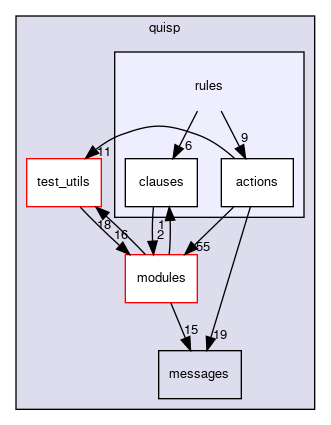 quisp
rules
6
9
11
test_utils
clauses
actions
18
16
1
2
55
modules
15
19
messages